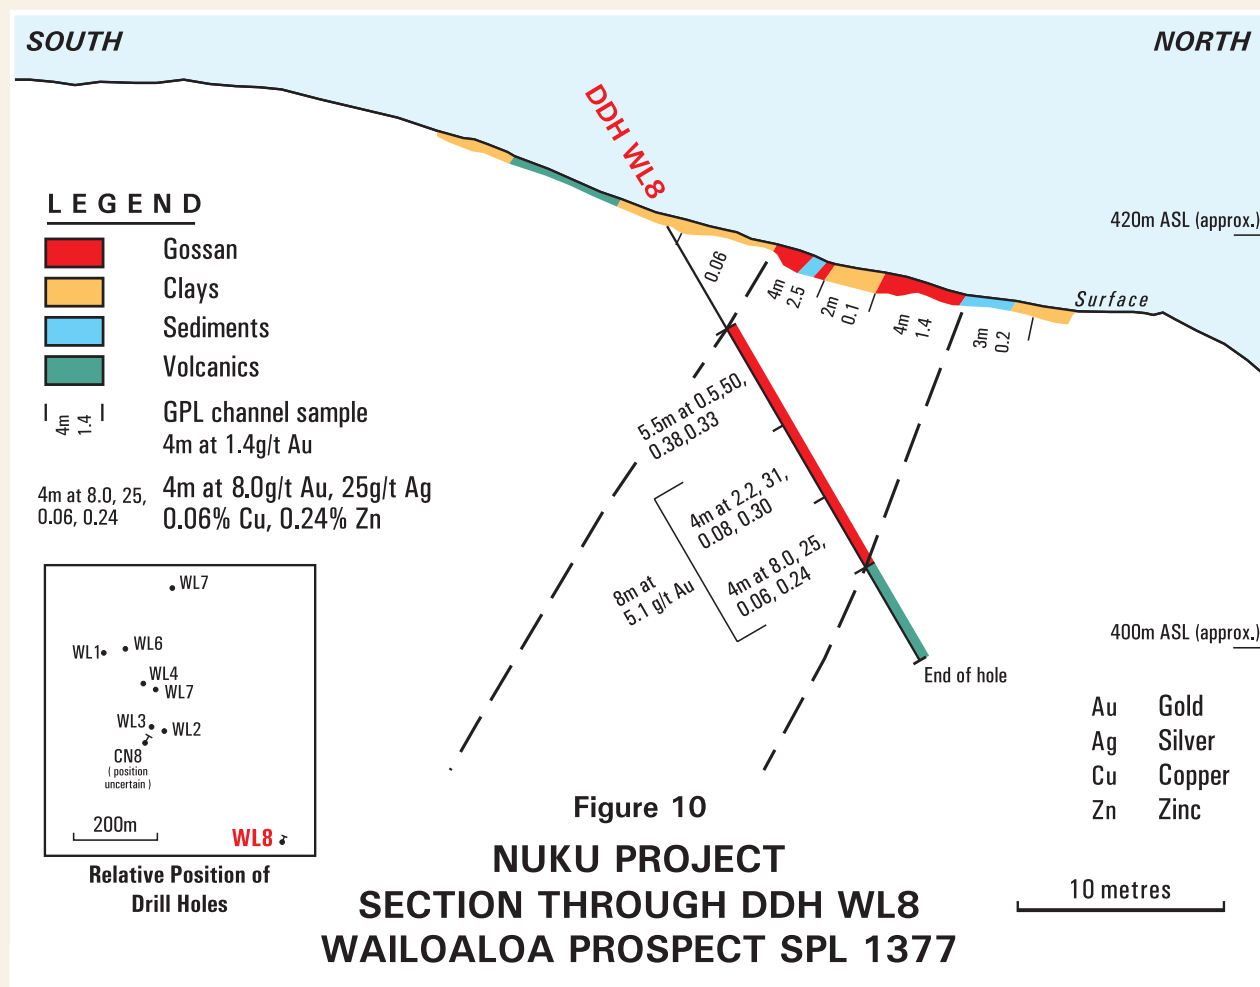 SOUTH
NORTH
DDH WL8
420m ASL (approx.)
Surface
0.06
4m
2.5
2m
0.1
4m
1.4
3m
0.2
LEGEND
Gossan
Clays
Sediments
Volcanics
4m
1.4
GPL channel sample
4m at 1.4g/t Au
4m at 8.0, 25,
0.06, 0.24
4m at 8.0g/t Au, 25g/t Ag
0.06% Cu, 0.24% Zn
5.5m at 0.5,50,
0.38,0.33
4m at 2.2, 31,
0.08, 0.30
4m at 8.0, 25,
0.06, 0.24
8m at
5.1 g/t Au
End of hole
400m ASL (approx.)
WL7
WL1
WL6
WL4
WL7
WL3
WL2
CN8
( position
uncertain )
200m
WL8
Relative Position of
Drill Holes
Au Gold
Ag Silver
Cu Copper
Zn Zinc
10 metres
Figure 10
NUKU PROJECT
SECTION THROUGH DDH WL8
WAILOALOA PROSPECT SPL 1377